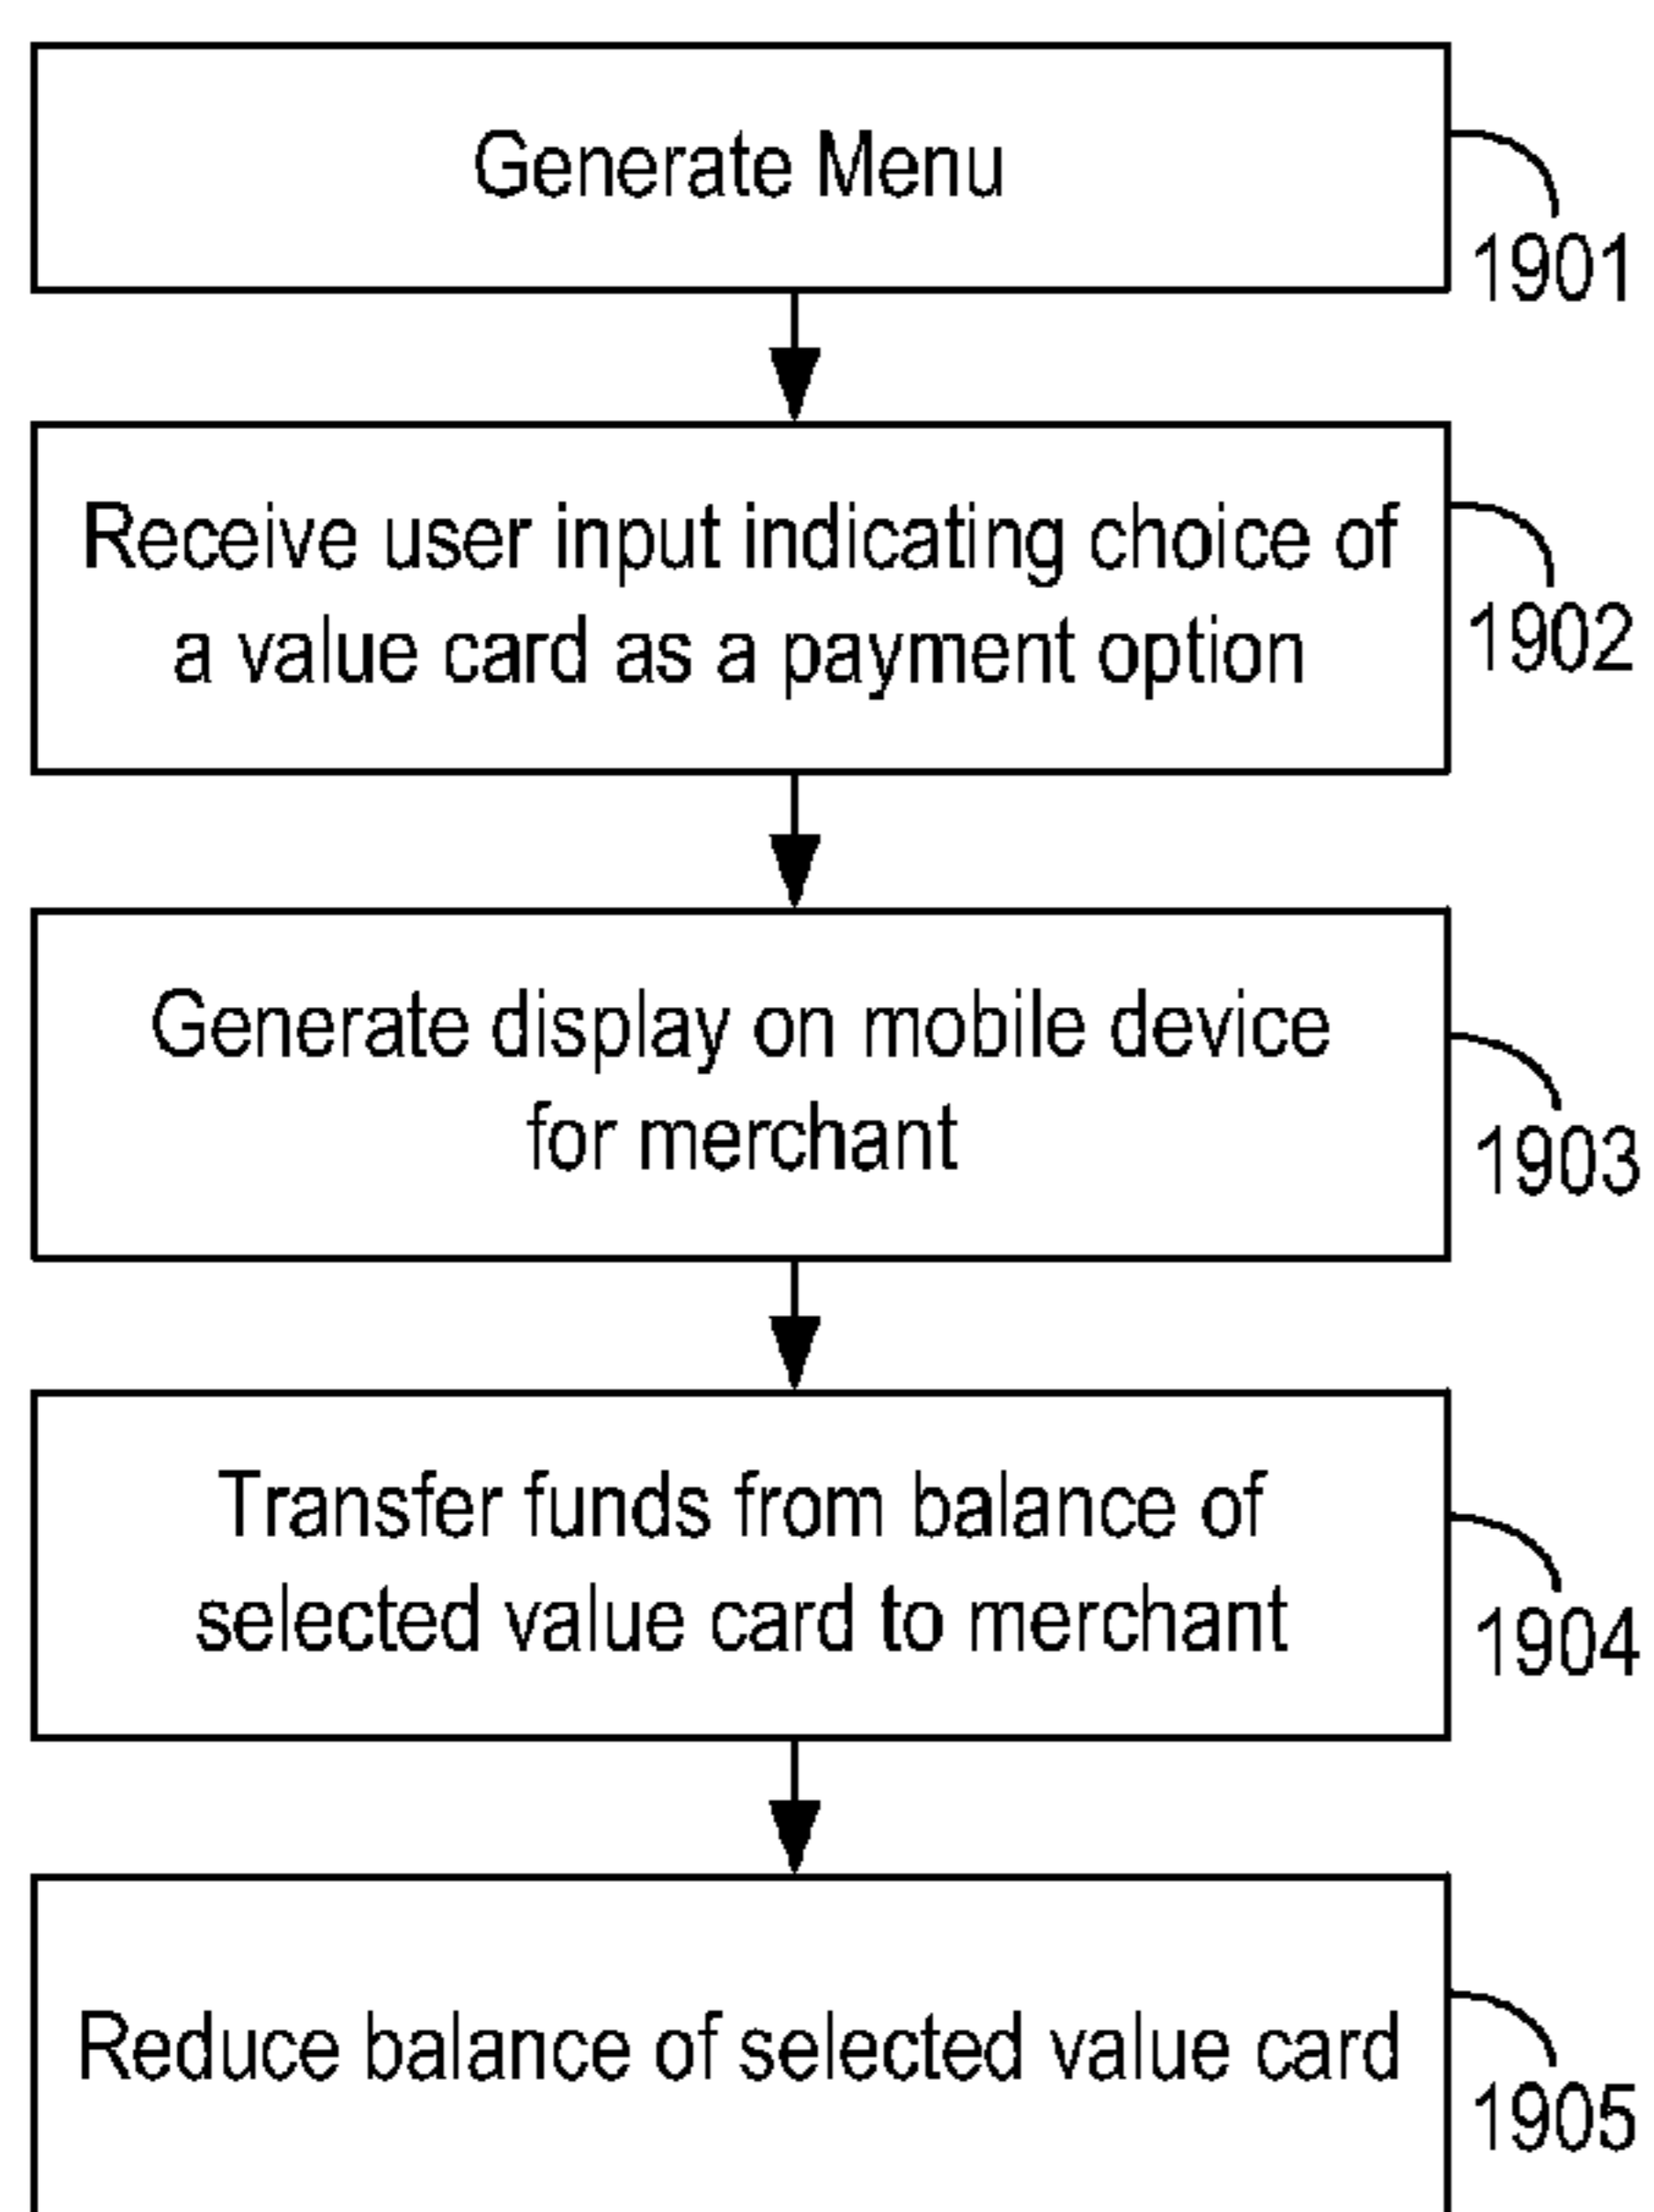 Generate Menu
1901
Receive user input indicating choice of
a value card as a payment option
1902
Generate display on mobile device
for merchant
1903
Transfer funds from balance of
selected value card to merchant
1904
Reduce balance of selected value card
1905